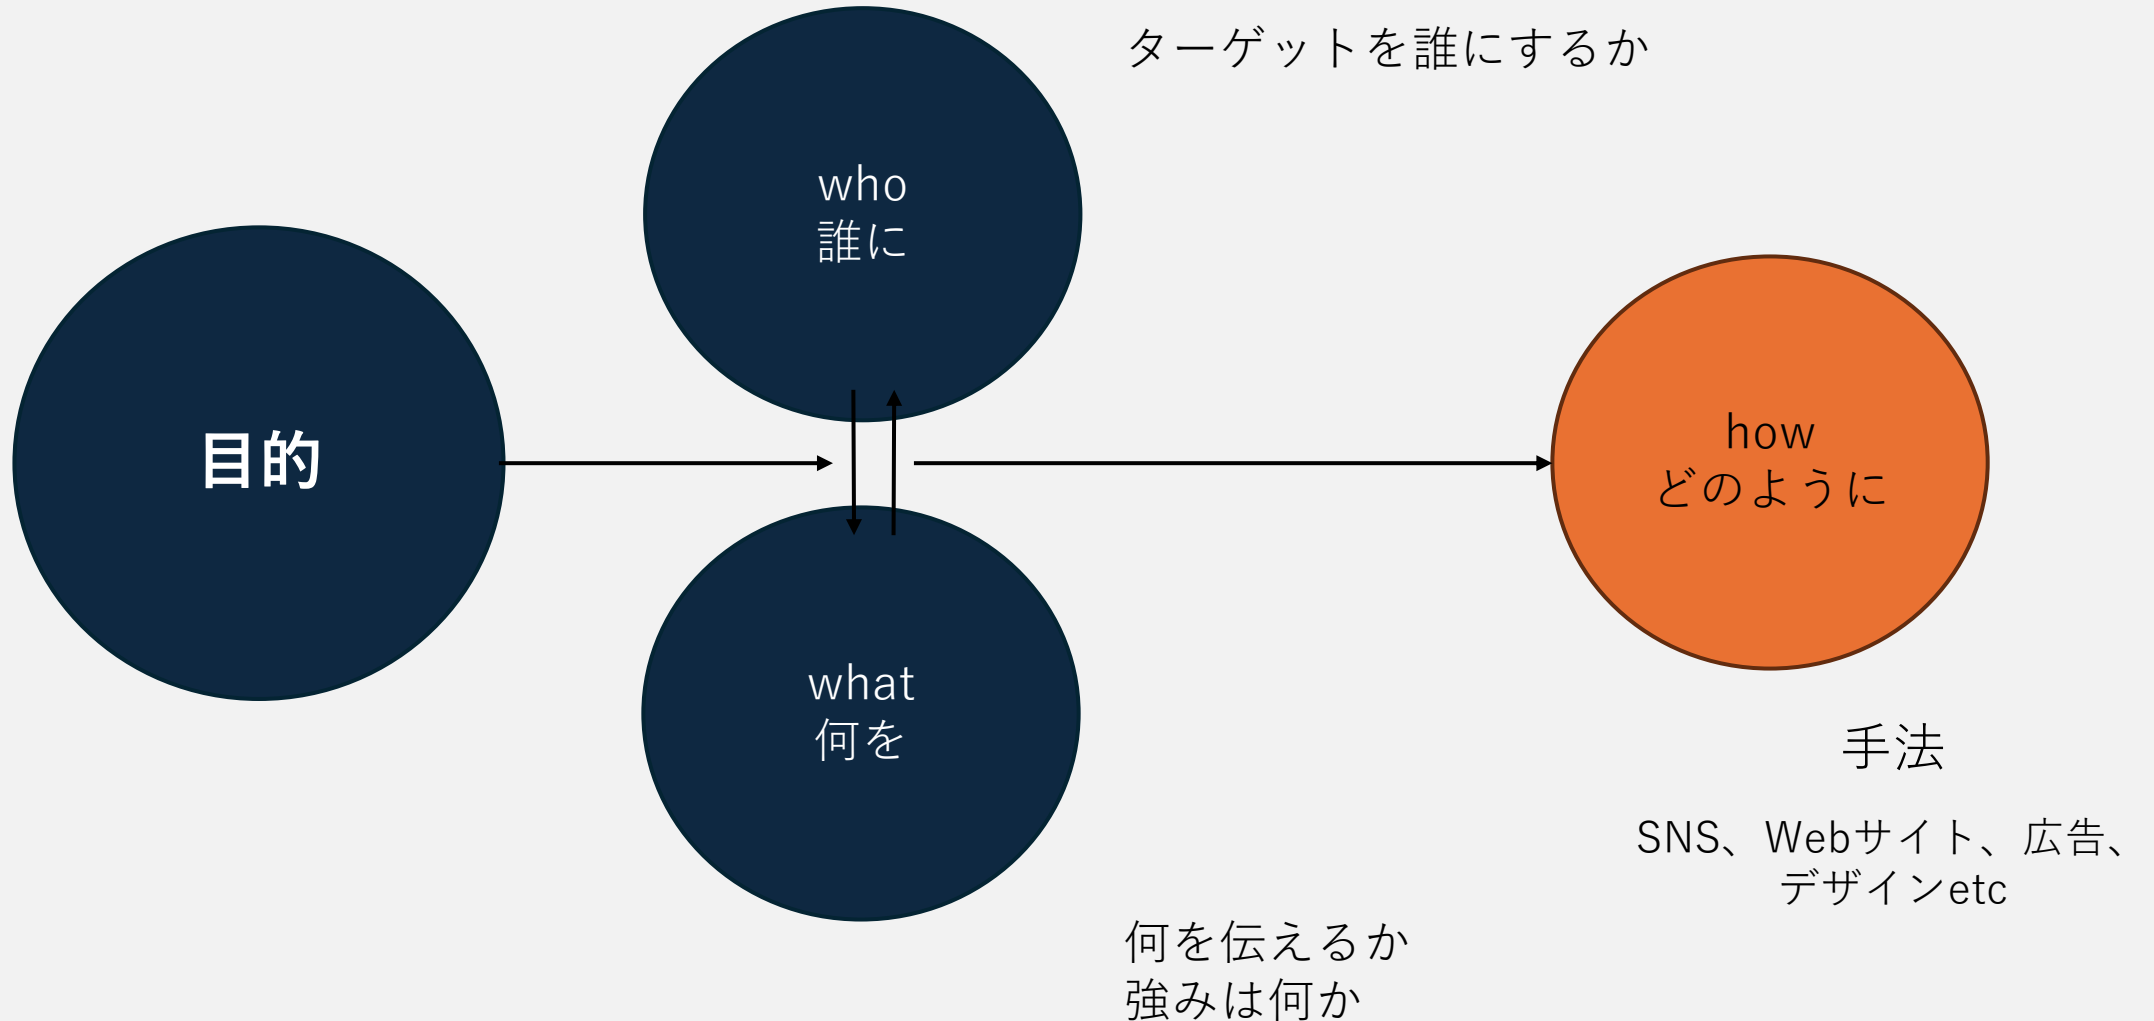 ターゲットを誰にするか
who
誰に
目的
how
どのように
what
何を
手法
SNS、Webサイト、広告、
デザインetc
何を伝えるか
強みは何か